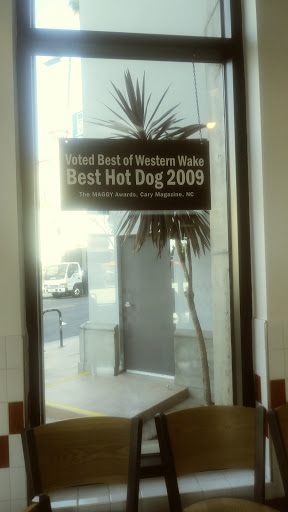 Voted Best of Western Wake
Best Hot Dog 2009
The MAGGY Awards, Cary Magazine, NC